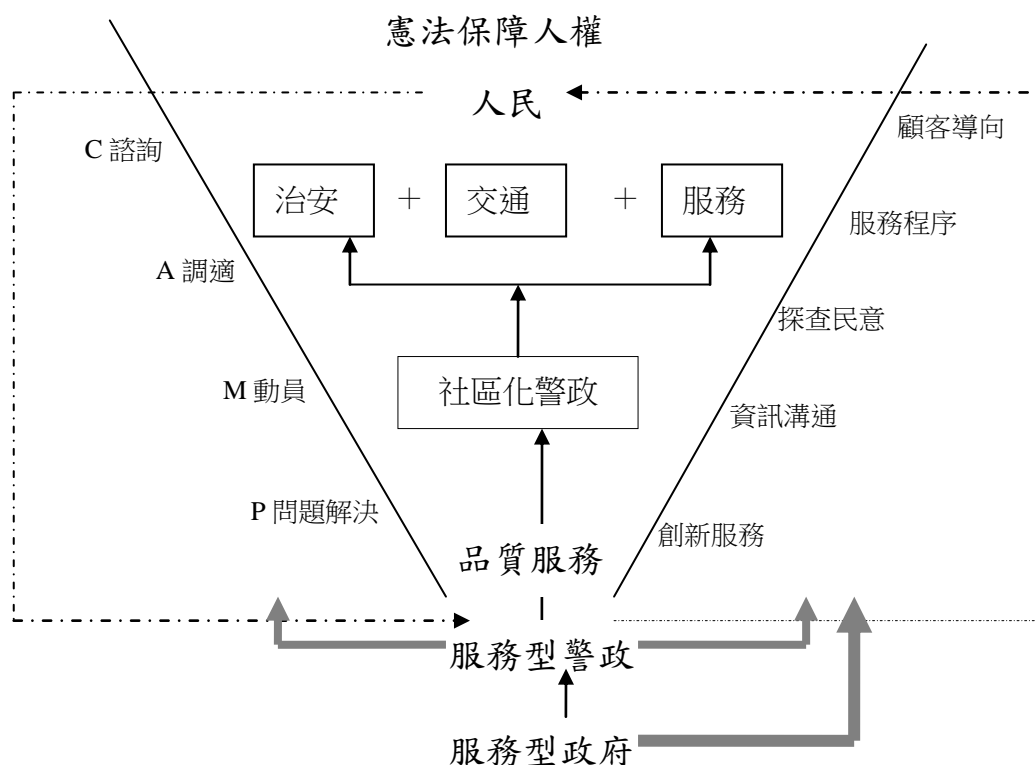 憲法保障人權
人民
顧客導向
C 諮詢
治安 + 交通 + 服務
服務程序
A 調適
探查民意
社區化警政
M 動員
資訊溝通
P 問題解決
創新服務
品質服務
服務型警政
服務型政府